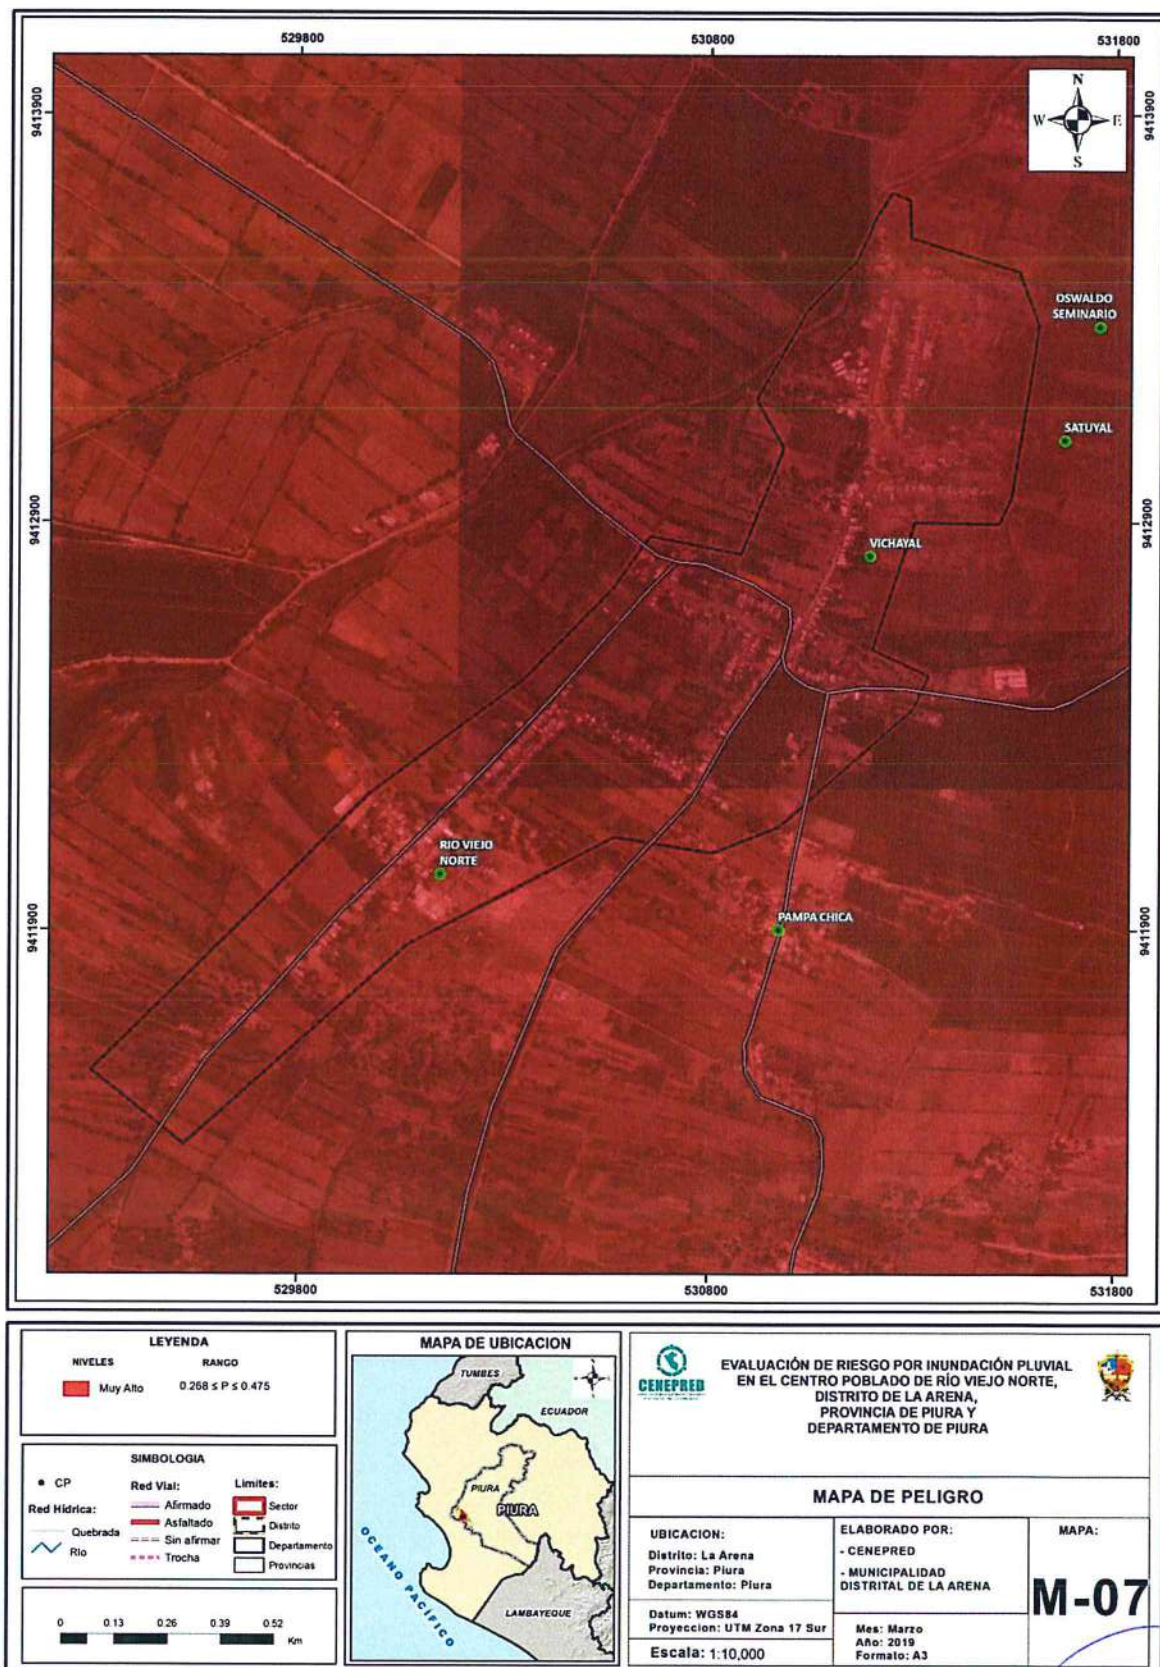 529800
530800
531800
9413900
9413900
N
W
E
S
OSWALDO
SEMINARIO
SATUYAL
9412900
9412900
VICHAYAL
RIO VIEJO
NORTE
PAMPA CHICA
9411900
9411900
529800
530800
531800
LEYENDA
NIVELES
RANGO
Muy Alto
0.268 ≤ P ≤ 0.475
SIMBOLOGIA
CP
Red Hídrica:
Quebrada
Río
Red Vial:
Afirmado
Asfaltado
Sin afirmar
Trocha
Limites:
Sector
Distrito
Departamento
Provincias
0 0.13 0.26 0.39 0.52
Km
MAPA DE UBICACION
TUMBES
ECUADOR
PIURA
PIURA
OCEANO PACÍFICO
LAMBAYEQUE
CENEPRED
EVALUACIÓN DE RIESGO POR INUNDACIÓN PLUVIAL
EN EL CENTRO POBLADO DE RÍO VIEJO NORTE,
DISTRITO DE LA ARENA,
PROVINCIA DE PIURA Y
DEPARTAMENTO DE PIURA
MAPA DE PELIGRO
UBICACION:
Distrito: La Arena
Provincia: Piura
Departamento: Piura
Datum: WGS84
Proyeccion: UTM Zona 17 Sur
Escala: 1:10,000
ELABORADO POR:
- CENEPRED
- MUNICIPALIDAD
DISTRITAL DE LA ARENA
Mes: Marzo
Año: 2019
Formato: A3
MAPA:
M-07